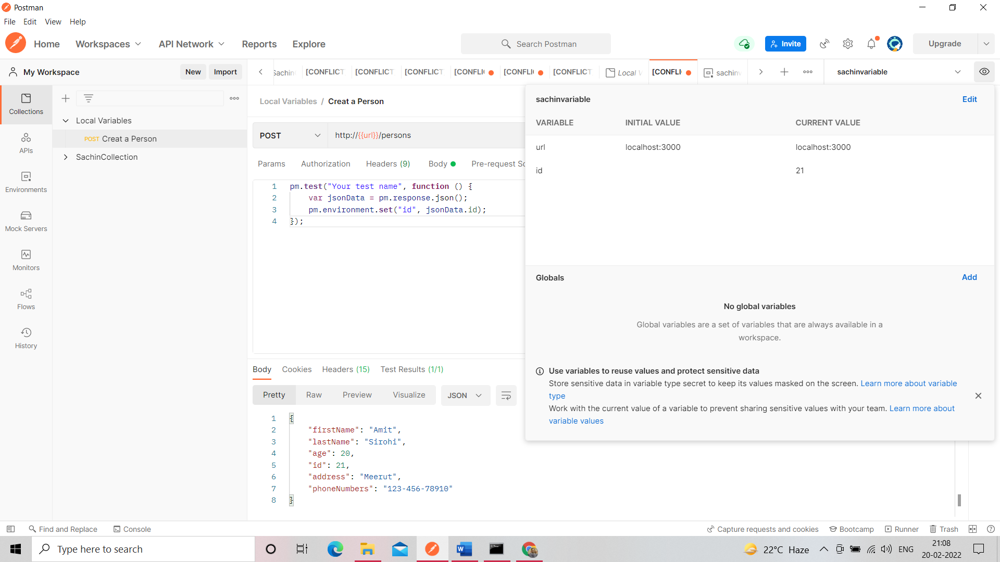 Postman
File Edit View Help
Home Workspaces API Network Reports Explore
Search Postman
Invite
Upgrade
My Workspace
New Import
Sachin [CONFLICT [CONFLICT [CONFLICT [CONFLI [CONFLI [CONFLICT Local V [CONFLI sachinv
sachinvariable
Collections
APIs
Environments
Mock Servers
Monitors
Flows
History
Local Variables
POST Creat a Person
SachinCollection
Local Variables / Creat a Person
POST
http://{{url}}/persons
Params Authorization Headers (9) Body Pre-request Sc
1 pm.test("Your test name", function () {
2 var jsonData = pm.response.json();
3 pm.environment.set("id", jsonData.id);
4 });
Body Cookies Headers (15) Test Results (1/1)
Pretty Raw Preview Visualize JSON
1 {
2 "firstName": "Amit",
3 "lastName": "Sirohi",
4 "age": 20,
5 "id": 21,
6 "address": "Meerut",
7 "phoneNumbers": "123-456-78910"
8 }
sachinvariable Edit
VARIABLE INITIAL VALUE CURRENT VALUE
url localhost:3000 localhost:3000
id 21
Globals Add
No global variables
Global variables are a set of variables that are always available in a
workspace.
Use variables to reuse values and protect sensitive data
Store sensitive data in variable type secret to keep its values masked on the screen. Learn more about variable
type
Work with the current value of a variable to prevent sharing sensitive values with your team. Learn more about
variable values
Find and Replace Console
Capture requests and cookies Bootcamp Runner Trash
Type here to search
22°C Haze
ENG
21:08
20-02-2022